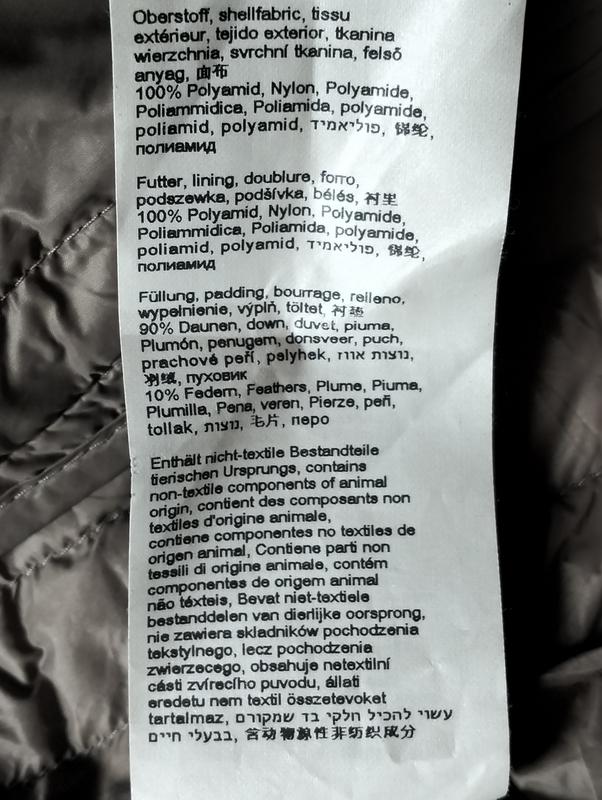 Oberstoff, shellfabric, tissu
extérieur, tejido exterior, tkanina
wierzchnia, svrchní tkanina, felső
anyag, 面布
100% Polyamid, Nylon, Polyamide,
Poliammidica, Poliamida, polyamide,
poliamid, polyamid, פוליאמיד, 锦纶,
полиамид
Futter, lining, doublure, forro,
podszewka, podšívka, bélés, 衬里
100% Polyamid, Nylon, Polyamide,
Poliammidica, Poliamida, polyamide,
poliamid, polyamid, פוליאמיד, 锦纶,
полиамид
Füllung, padding, bourrage, relleno,
wypełnienie, výplň, töltet, 衬垫
90% Daunen, down, duvet, piuma,
Plumón, penugem, donsveer, puch,
prachové peří, pelyhek, נוצות אווז,
羽绒, пуховик
10% Federn, Feathers, Plume, Piuma,
Plumilla, Pena, veren, Pierze, peří,
tollak, נוצות, 毛片, перо
Enthält nicht-textile Bestandteile
tierischen Ursprungs, contains
non-textile components of animal
origin, contient des composants non
textiles d'origine animale,
contiene componentes no textiles de
origen animal, Contiene parti non
tessili di origine animale, contém
componentes de origem animal
não téxteis, Bevat niet-textiele
bestanddelen van dierlijke oorsprong,
nie zawiera składników pochodzenia
tekstylnego, lecz pochodzenia
zwierzecego, obsahuje netextilní
cásti zvírecího puvodu, állati
eredetu nem textil összetevoket
tartalmaz, עשוי להכיל חלקי בד שמקורם
בבעלי חיים, 含动物源性非纺织成分